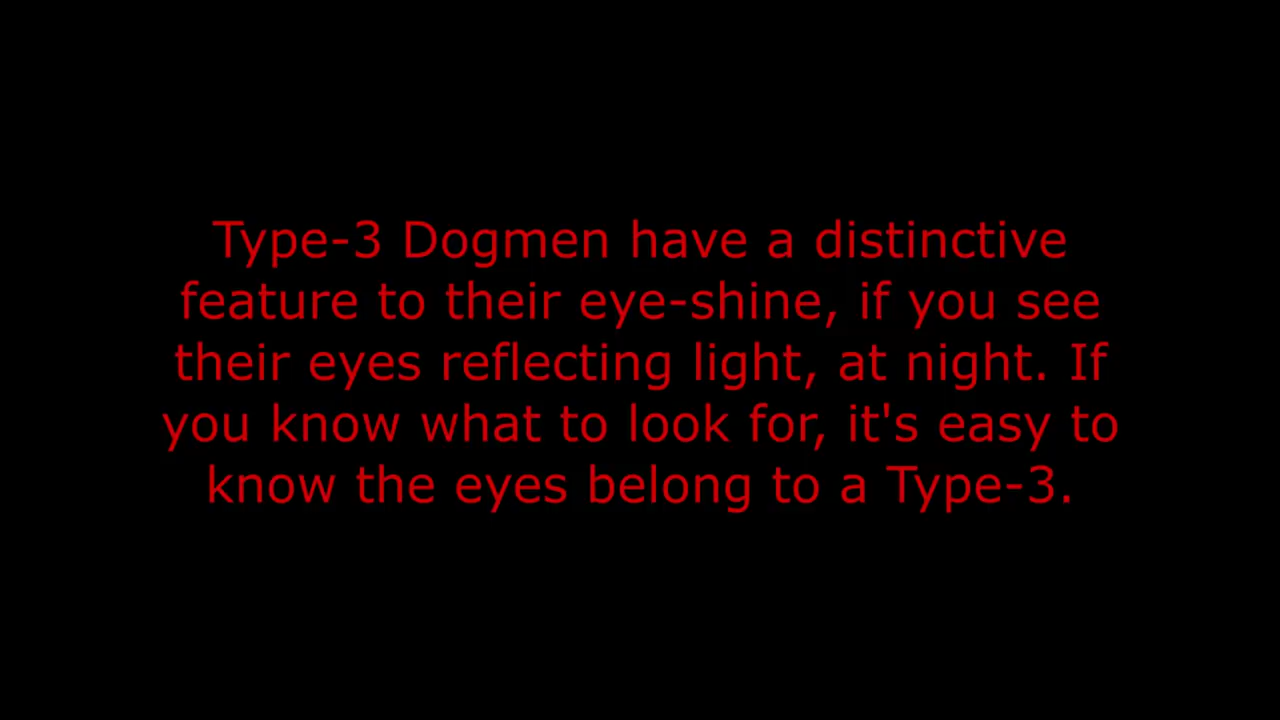 Type-3 Dogmen have a distinctive
feature to their eye-shine, if you see
their eyes reflecting light, at night. If
you know what to look for, it's easy to
know the eyes belong to a Type-3.